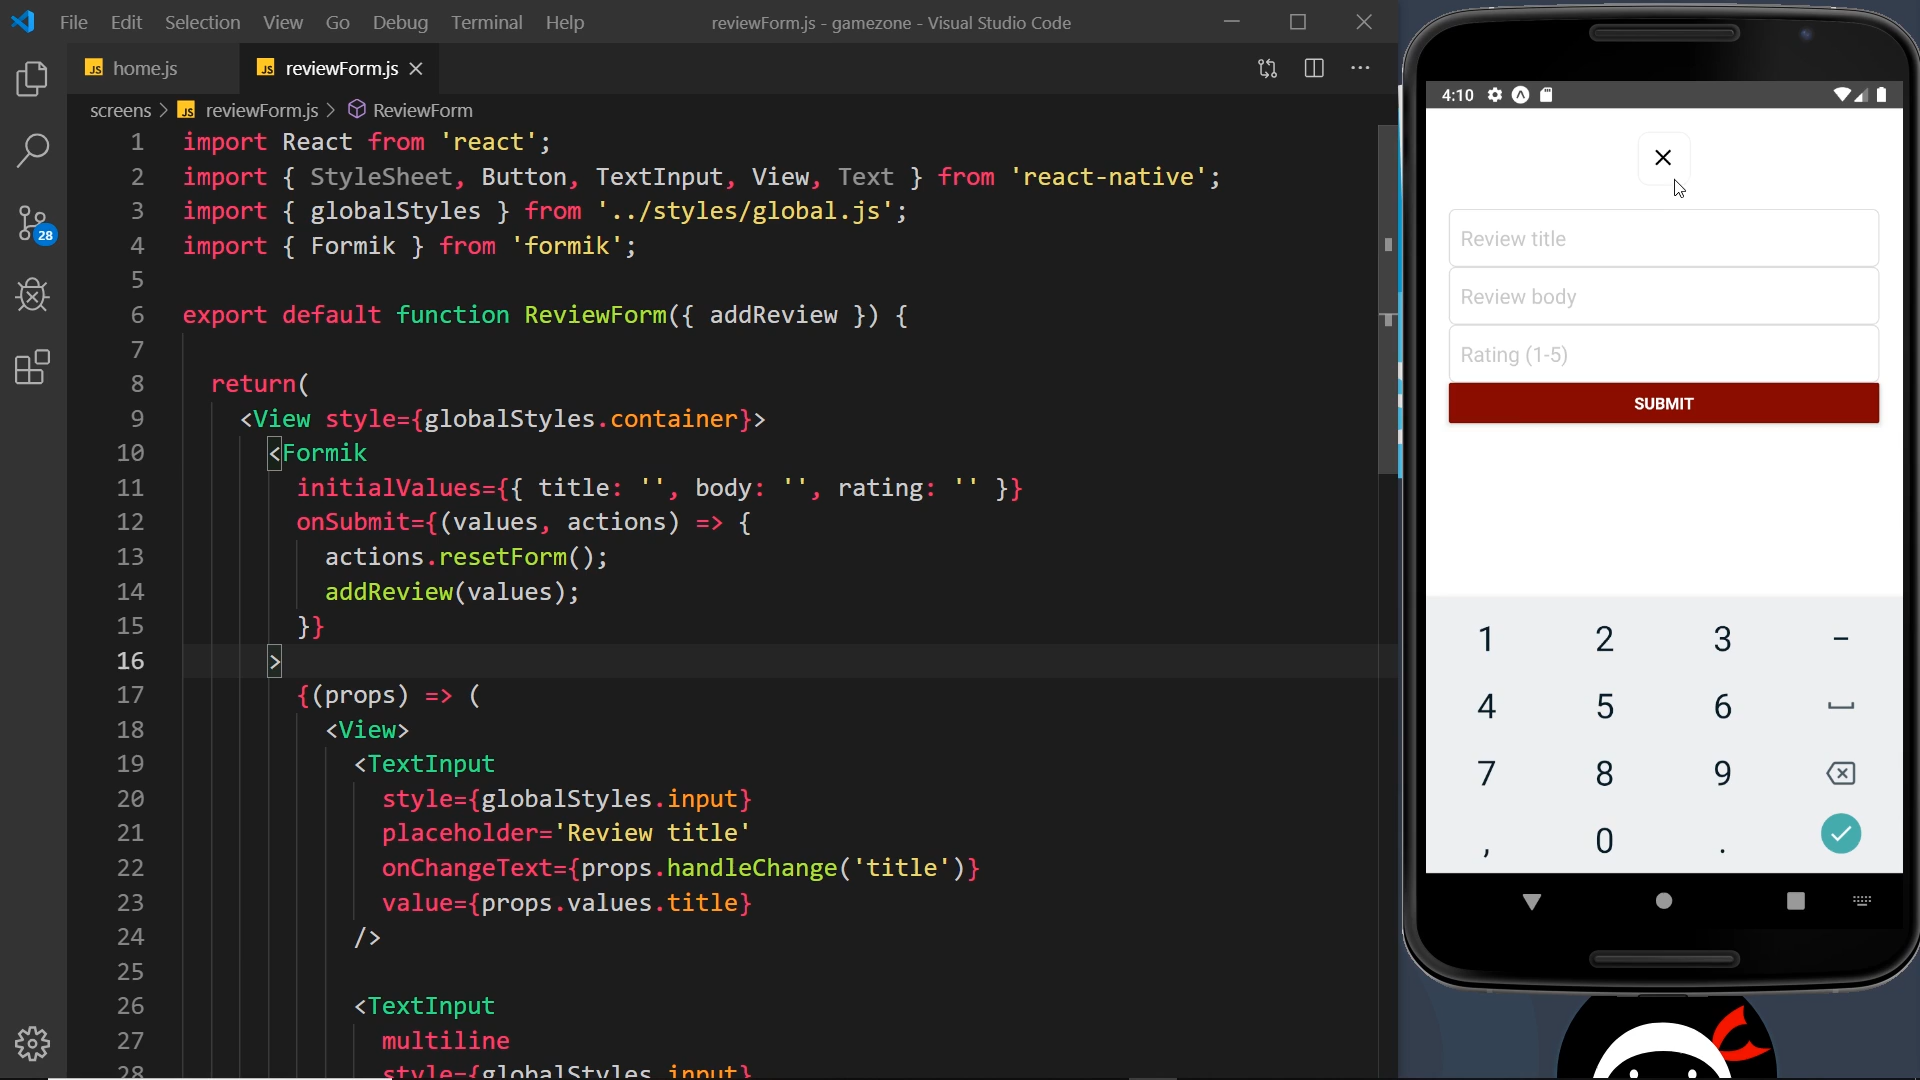 File Edit Selection View Go Debug Terminal Help
reviewForm.js - gamezone - Visual Studio Code
JS home.js
JS reviewForm.js
screens > JS reviewForm.js > ReviewForm
28
1 import React from 'react';
2 import { StyleSheet, Button, TextInput, View, Text } from 'react-native';
3 import { globalStyles } from '../styles/global.js';
4 import { Formik } from 'formik';
5
6 export default function ReviewForm({ addReview }) {
7
8 return(
9 <View style={globalStyles.container}>
10 <Formik
11 initialValues={{ title: '', body: '', rating: '' }}
12 onSubmit={(values, actions) => {
13 actions.resetForm();
14 addReview(values);
15 }}
16 >
17 {(props) => (
18 <View>
19 <TextInput
20 style={globalStyles.input}
21 placeholder='Review title'
22 onChangeText={props.handleChange('title')}
23 value={props.values.title}
24 />
25
26 <TextInput
27 multiline
28 style={globalStyles.input}
4:10
Review title
Review body
Rating (1-5)
SUBMIT
1 2 3 -
4 5 6
7 8 9
, 0 .